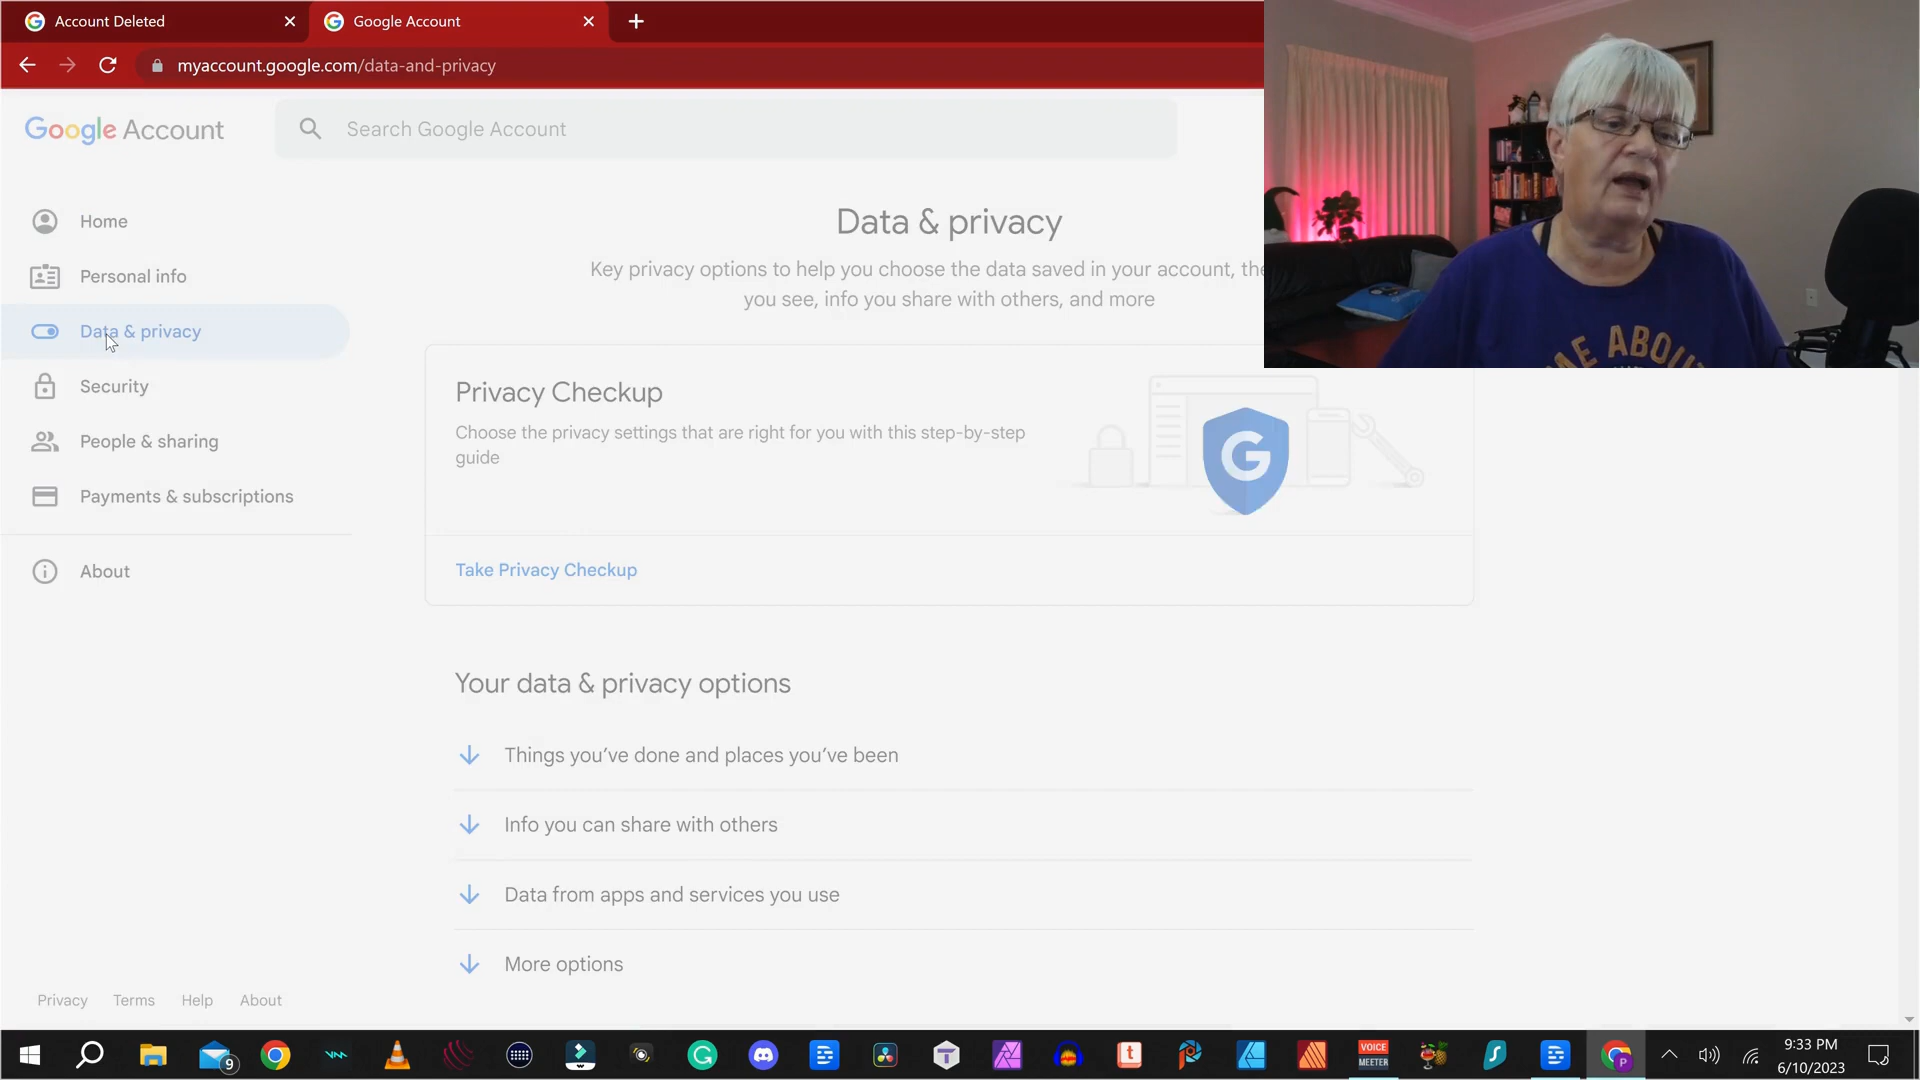 Account Deleted
Google Account
myaccount.google.com/data-and-privacy
Google Account
Search Google Account
Home
Personal info
Data & privacy
Security
People & sharing
Payments & subscriptions
About
Data & privacy
Key privacy options to help you choose the data saved in your account, the
you see, info you share with others, and more
Privacy Checkup
Choose the privacy settings that are right for you with this step-by-step
guide
G
Take Privacy Checkup
Your data & privacy options
Things you've done and places you've been
Info you can share with others
Data from apps and services you use
More options
Privacy Terms Help About
ME ABOU
9
VOICE
MEETER
P
9:33 PM
6/10/2023